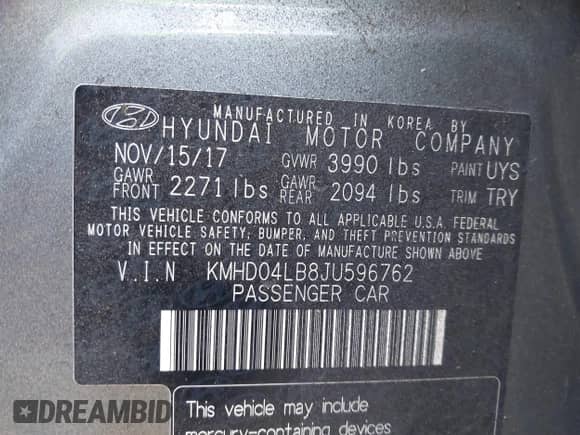 MANUFACTURED IN KOREA BY
HYUNDAI MOTOR COMPANY
NOV/15/17 GVWR 3990 lbs PAINT UYS
GAWR FRONT 2271 lbs GAWR REAR 2094 lbs TRIM TRY
THIS VEHICLE CONFORMS TO ALL APPLICABLE U.S.A. FEDERAL
MOTOR VEHICLE SAFETY, BUMPER, AND THEFT PREVENTION STANDARDS
IN EFFECT ON THE DATE OF MANUFACTURE SHOWN ABOVE
V.I.N KMHD04LB8JU596762
PASSENGER CAR
This vehicle may include
mercury-containing devices
DREAMBID